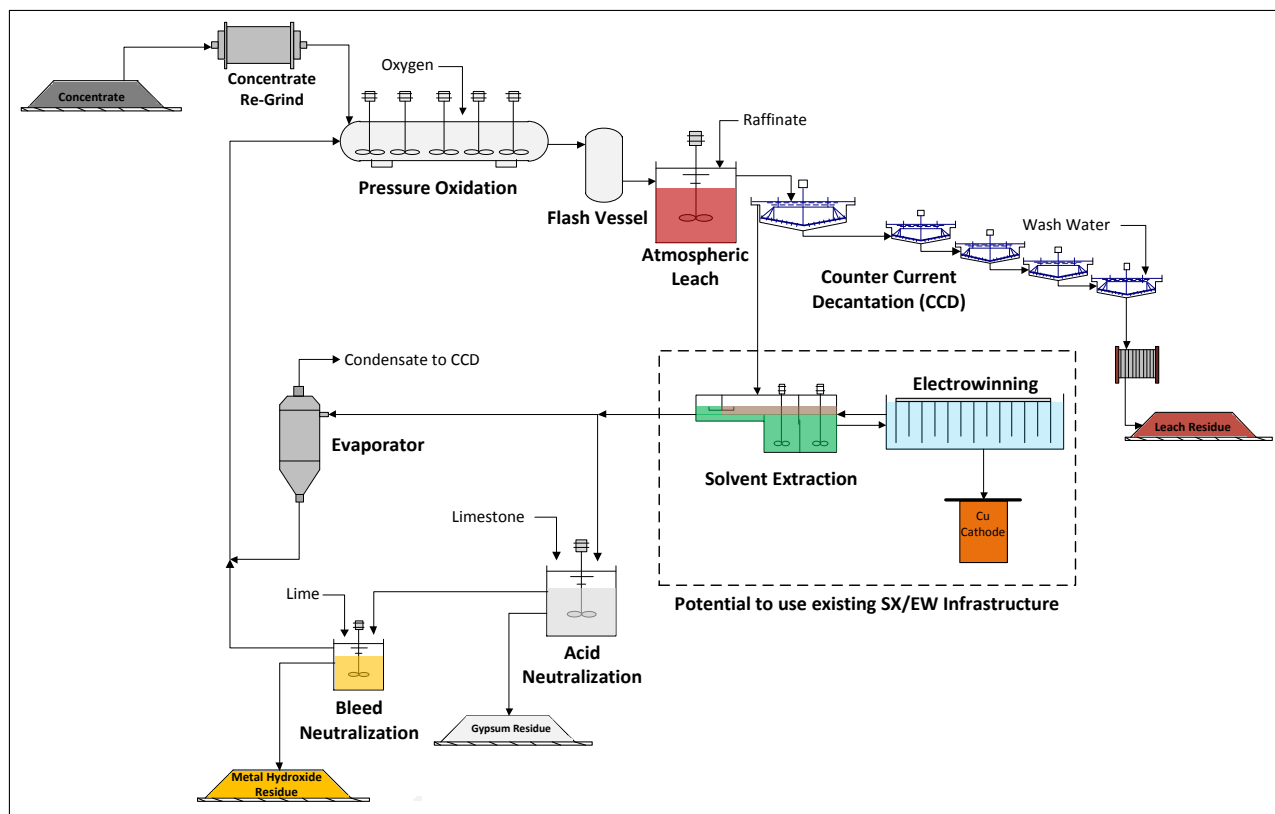 Concentrate
Concentrate
Re-Grind
Oxygen
Pressure Oxidation
Flash Vessel
Raffinate
Atmospheric
Leach
Counter Current
Decantation (CCD)
Wash Water
Leach Residue
Condensate to CCD
Evaporator
Electrowinning
Solvent Extraction
Cu
Cathode
Potential to use existing SX/EW Infrastructure
Limestone
Acid
Neutralization
Lime
Bleed
Neutralization
Gypsum Residue
Metal Hydroxide
Residue